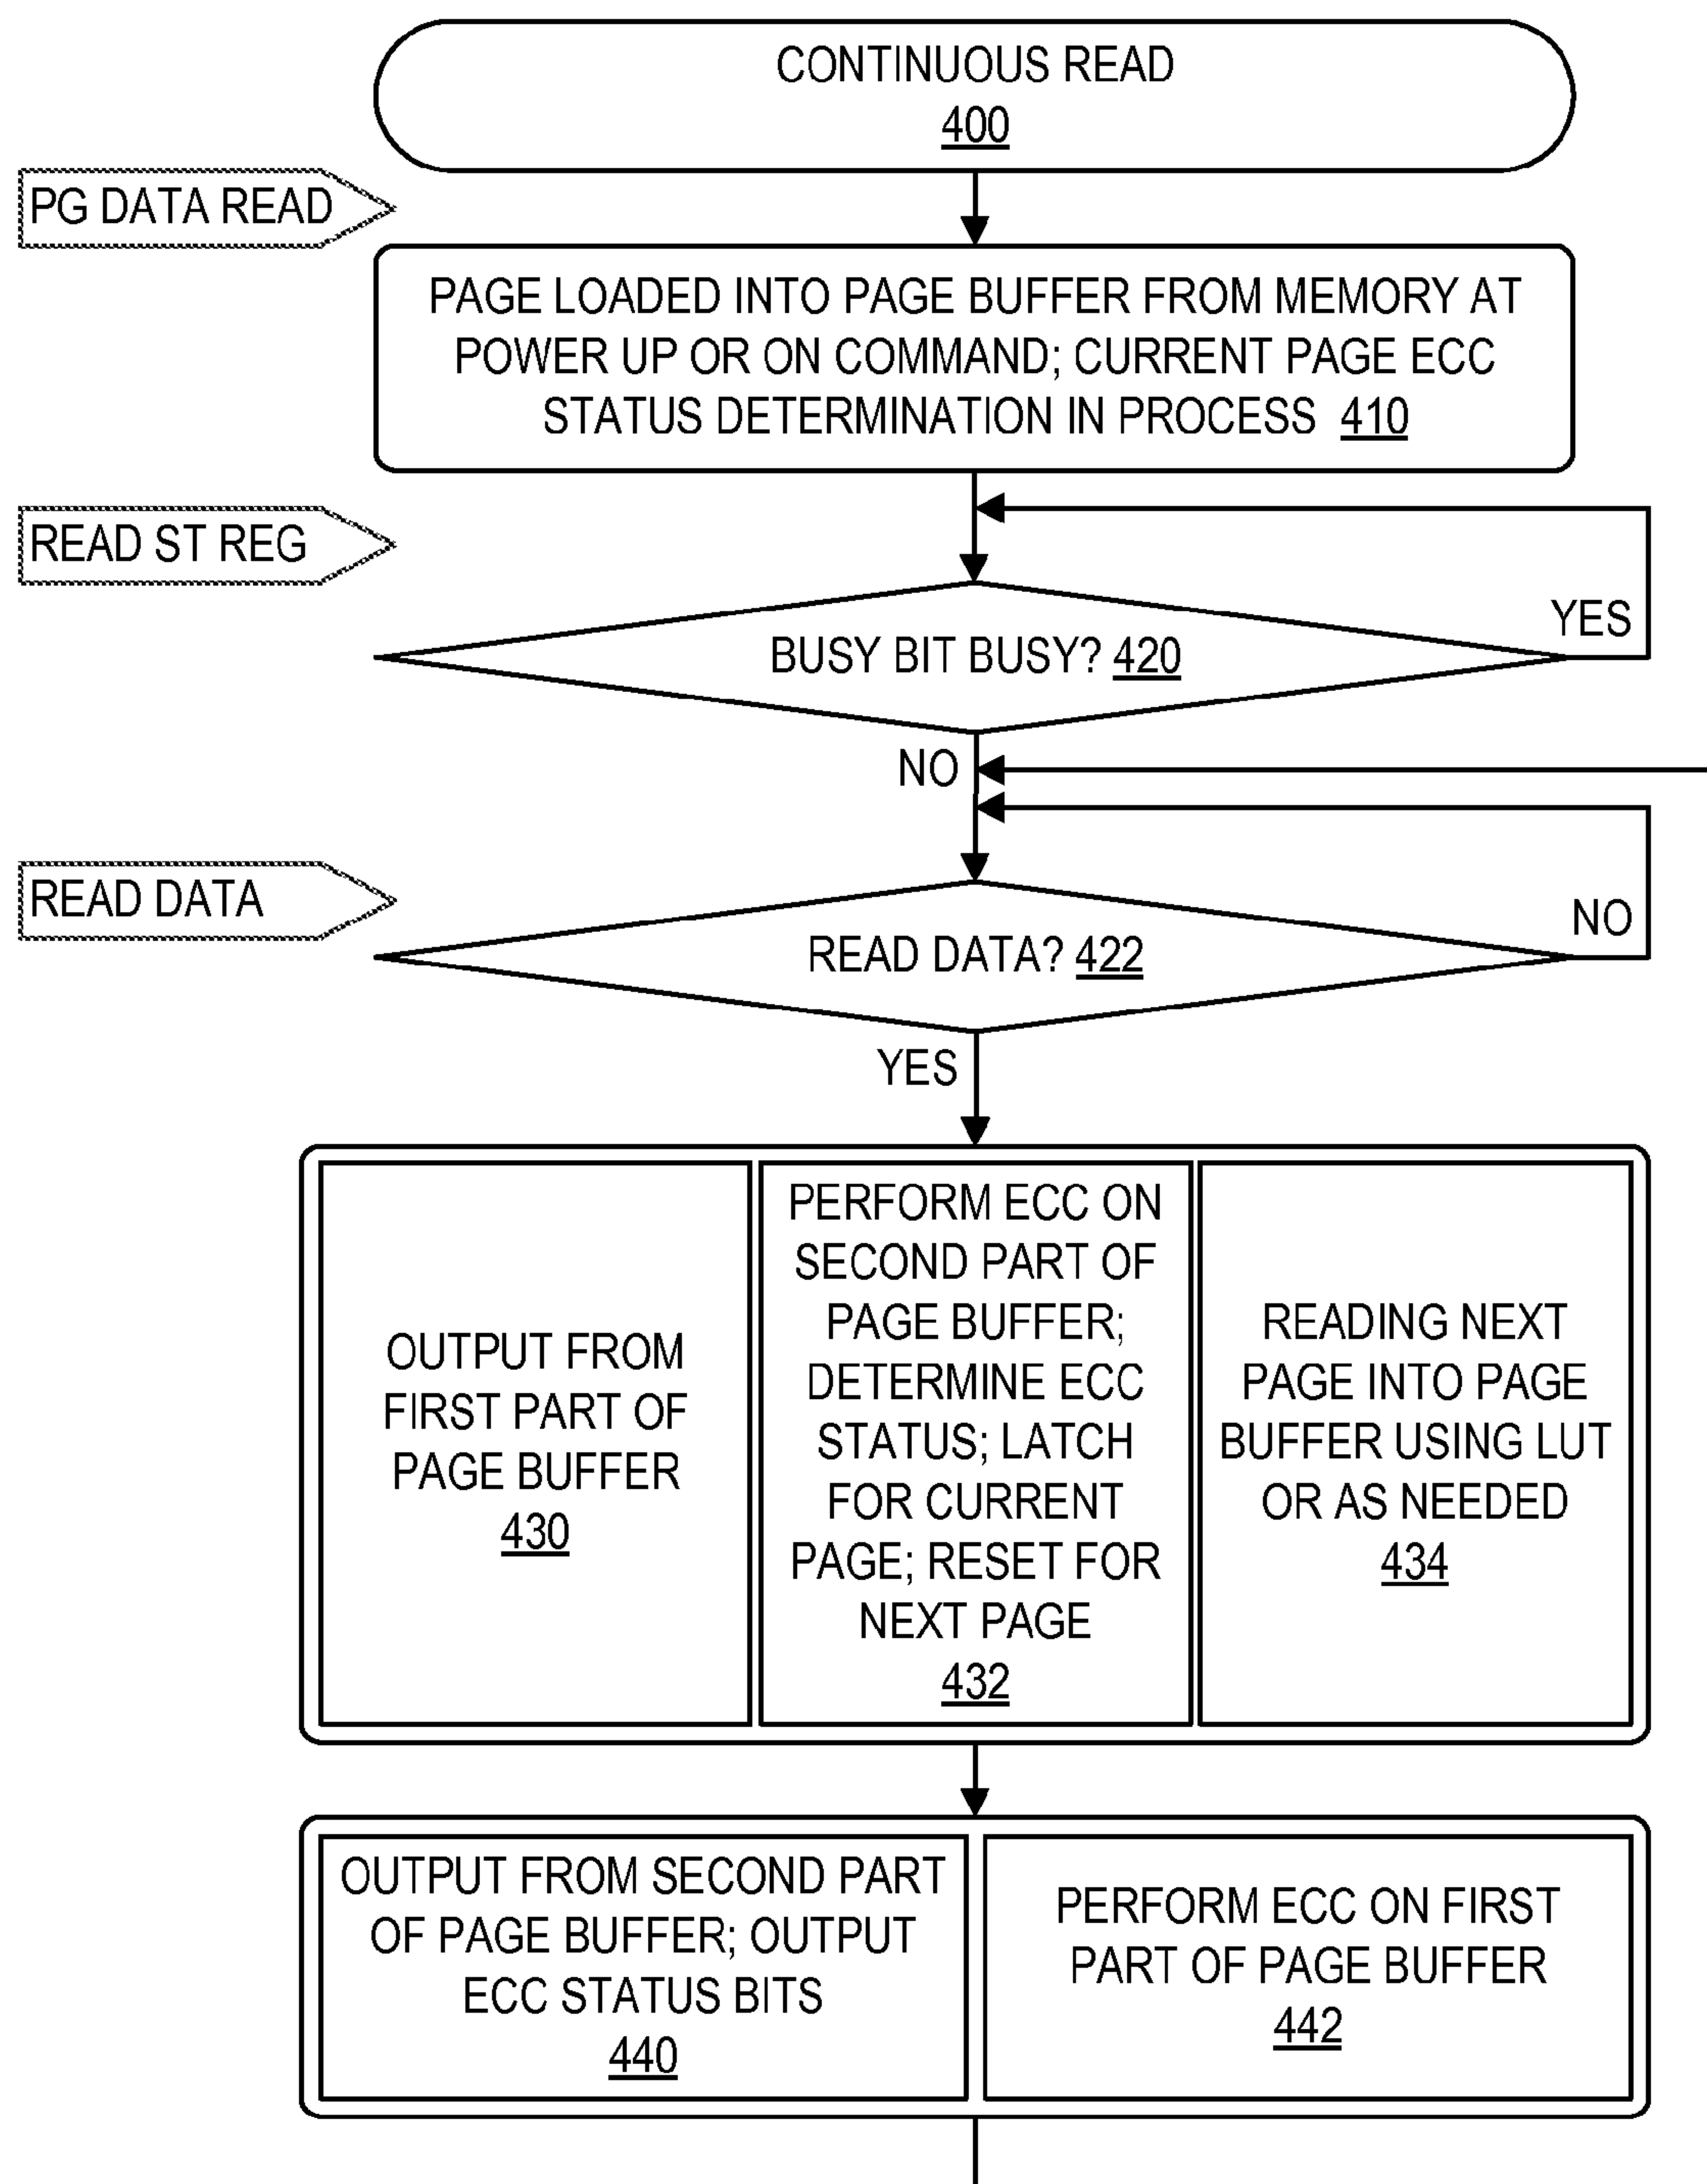 CONTINUOUS READ
400
PG DATA READ
PAGE LOADED INTO PAGE BUFFER FROM MEMORY AT
POWER UP OR ON COMMAND; CURRENT PAGE ECC
STATUS DETERMINATION IN PROCESS 410
READ ST REG
YES
BUSY BIT BUSY? 420
NO
READ DATA
NO
READ DATA? 422
YES
OUTPUT FROM
FIRST PART OF
PAGE BUFFER
430
PERFORM ECC ON
SECOND PART OF
PAGE BUFFER;
DETERMINE ECC
STATUS; LATCH
FOR CURRENT
PAGE; RESET FOR
NEXT PAGE
432
READING NEXT
PAGE INTO PAGE
BUFFER USING LUT
OR AS NEEDED
434
OUTPUT FROM SECOND PART
OF PAGE BUFFER; OUTPUT
ECC STATUS BITS
440
PERFORM ECC ON FIRST
PART OF PAGE BUFFER
442